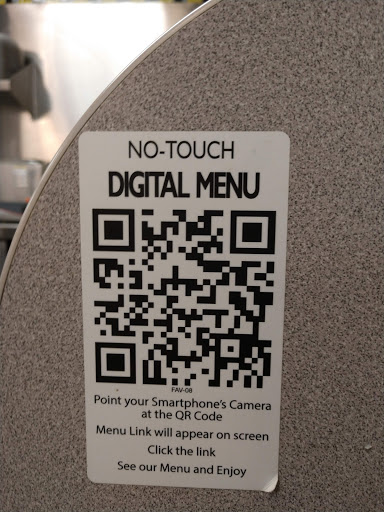 NO-TOUCH
DIGITAL MENU
FAV-08
Point your Smartphone's Camera
at the QR Code
Menu Link will appear on screen
Click the link
See our Menu and Enjoy